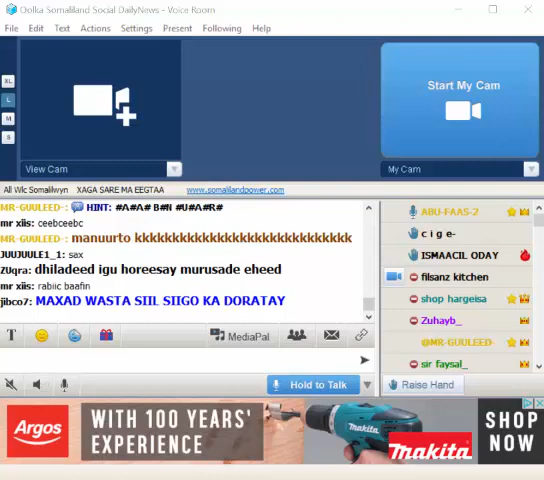 Qolka Somaliland Social DailyNews - Voice Room
File Edit Text Actions Settings Present Following Help
XL
L
M
S
Start My Cam
View Cam
My Cam
All Wlc Somalilwyn XAGA SARE MA EEGTAA www.somalilandpower.com
MR-GUULEED-: HINT: #A#A# B#N #U#A#R#
mr xiis: ceebceebc
MR-GUULEED-: manuurto kkkkkkkkkkkkkkkkkkkkkkkkkkkk
JUUJUULE1_1: sax
ZUqra: dhiladeed igu horeesay murusade eheed
mr xiis: rabiic baafin
jibco7: MAXAD WASTA SIIL SIIGO KA DORATAY
ABU-FAAS-2
c i g e-
ISMAACIL ODAY
filsanz kitchen
shop hargeisa
Zuhayb_
@MR-GUULEED-
sir faysal_
T
MediaPal
Hold to Talk
Raise Hand
Argos
WITH 100 YEARS'
EXPERIENCE
makita
SHOP
NOW